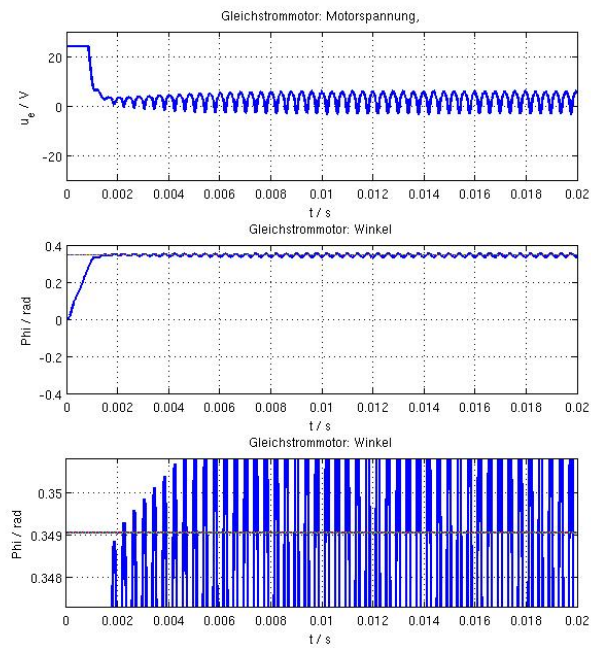 Gleichstrommotor: Motorspannung,
u_e / V
20
0
-20
0 0.002 0.004 0.006 0.008 0.01 0.012 0.014 0.016 0.018 0.02
t / s
Gleichstrommotor: Winkel
Phi / rad
0.4
0.2
0
-0.2
-0.4
0 0.002 0.004 0.006 0.008 0.01 0.012 0.014 0.016 0.018 0.02
t / s
Gleichstrommotor: Winkel
Phi / rad
0.35
0.349
0.348
0 0.002 0.004 0.006 0.008 0.01 0.012 0.014 0.016 0.018 0.02
t / s